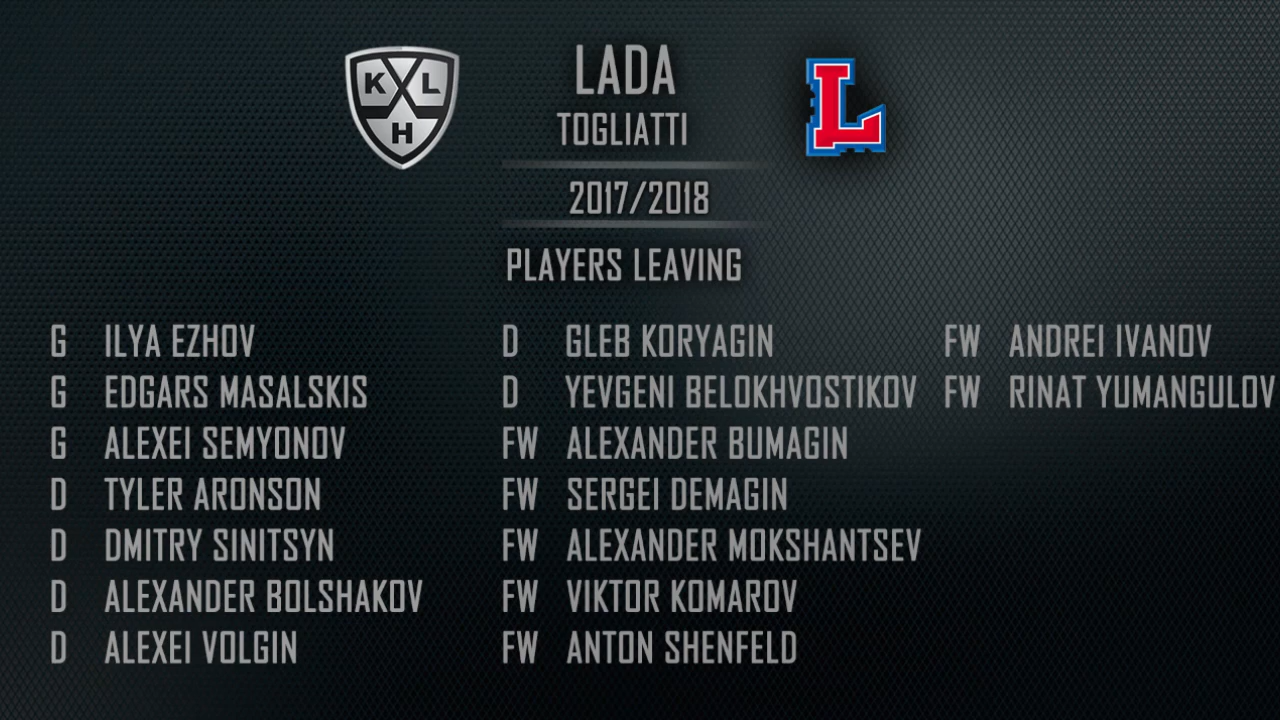 K L
H
LADA
TOGLIATTI
L
2017/2018
PLAYERS LEAVING
G ILYA EZHOV
G EDGARS MASALSKIS
G ALEXEI SEMYONOV
D TYLER ARONSON
D DMITRY SINITSYN
D ALEXANDER BOLSHAKOV
D ALEXEI VOLGIN
D GLEB KORYAGIN
D YEVGENI BELOKHVOSTIKOV
FW ALEXANDER BUMAGIN
FW SERGEI DEMAGIN
FW ALEXANDER MOKSHANTSEV
FW VIKTOR KOMAROV
FW ANTON SHENFELD
FW ANDREI IVANOV
FW RINAT YUMANGULOV